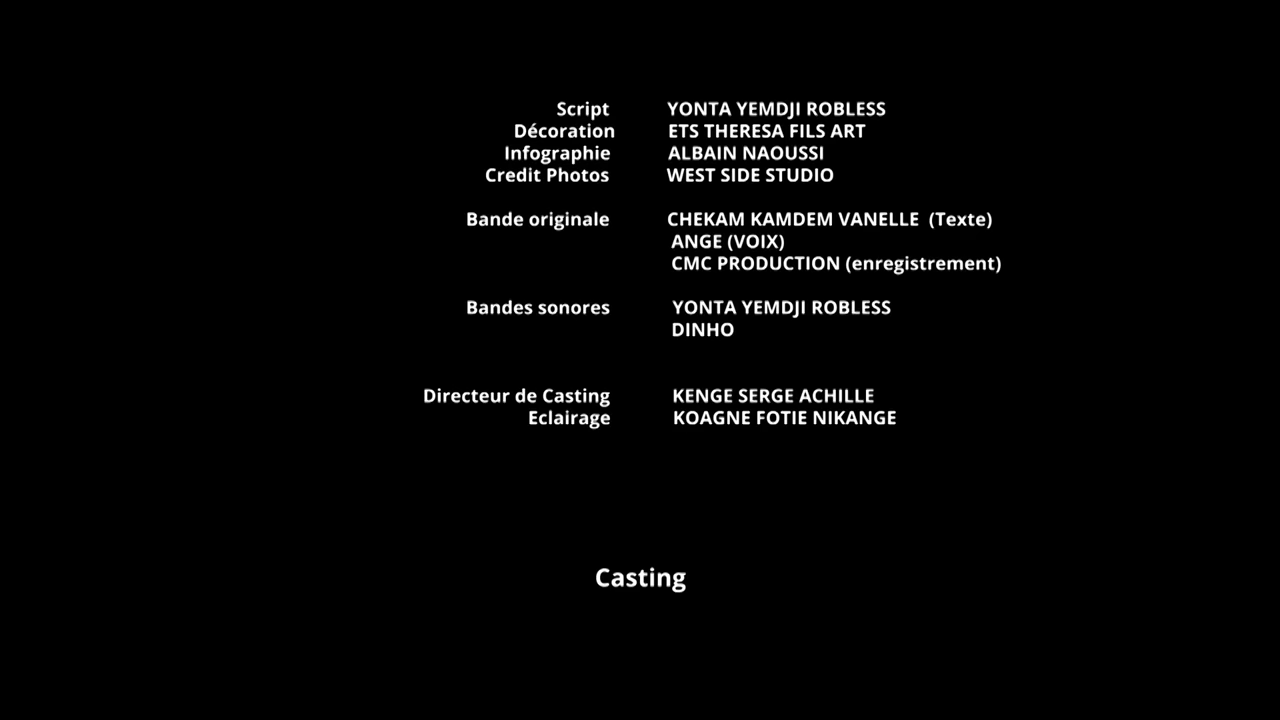 Script YONTA YEMDJI ROBLESS
Décoration ETS THERESA FILS ART
Infographie ALBAIN NAOUSSI
Credit Photos WEST SIDE STUDIO
Bande originale CHEKAM KAMDEM VANELLE (Texte)
ANGE (VOIX)
CMC PRODUCTION (enregistrement)
Bandes sonores YONTA YEMDJI ROBLESS
DINHO
Directeur de Casting KENGE SERGE ACHILLE
Eclairage KOAGNE FOTIE NIKANGE
Casting